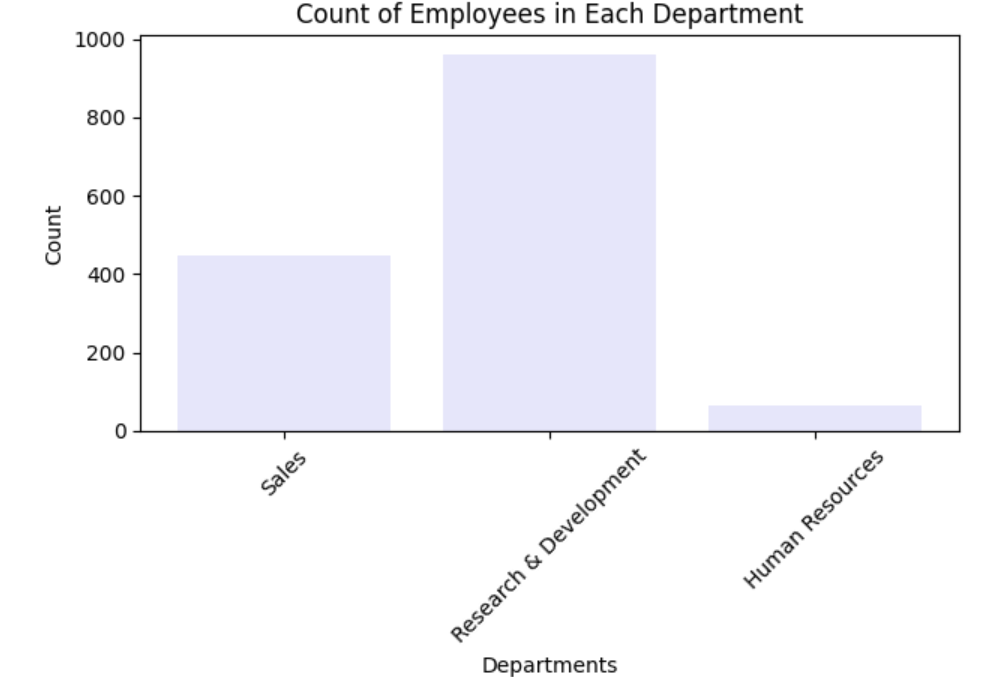 Count of Employees in Each Department
1000
800
600
400
200
0
Count
Sales
Research & Development
Human Resources
Departments